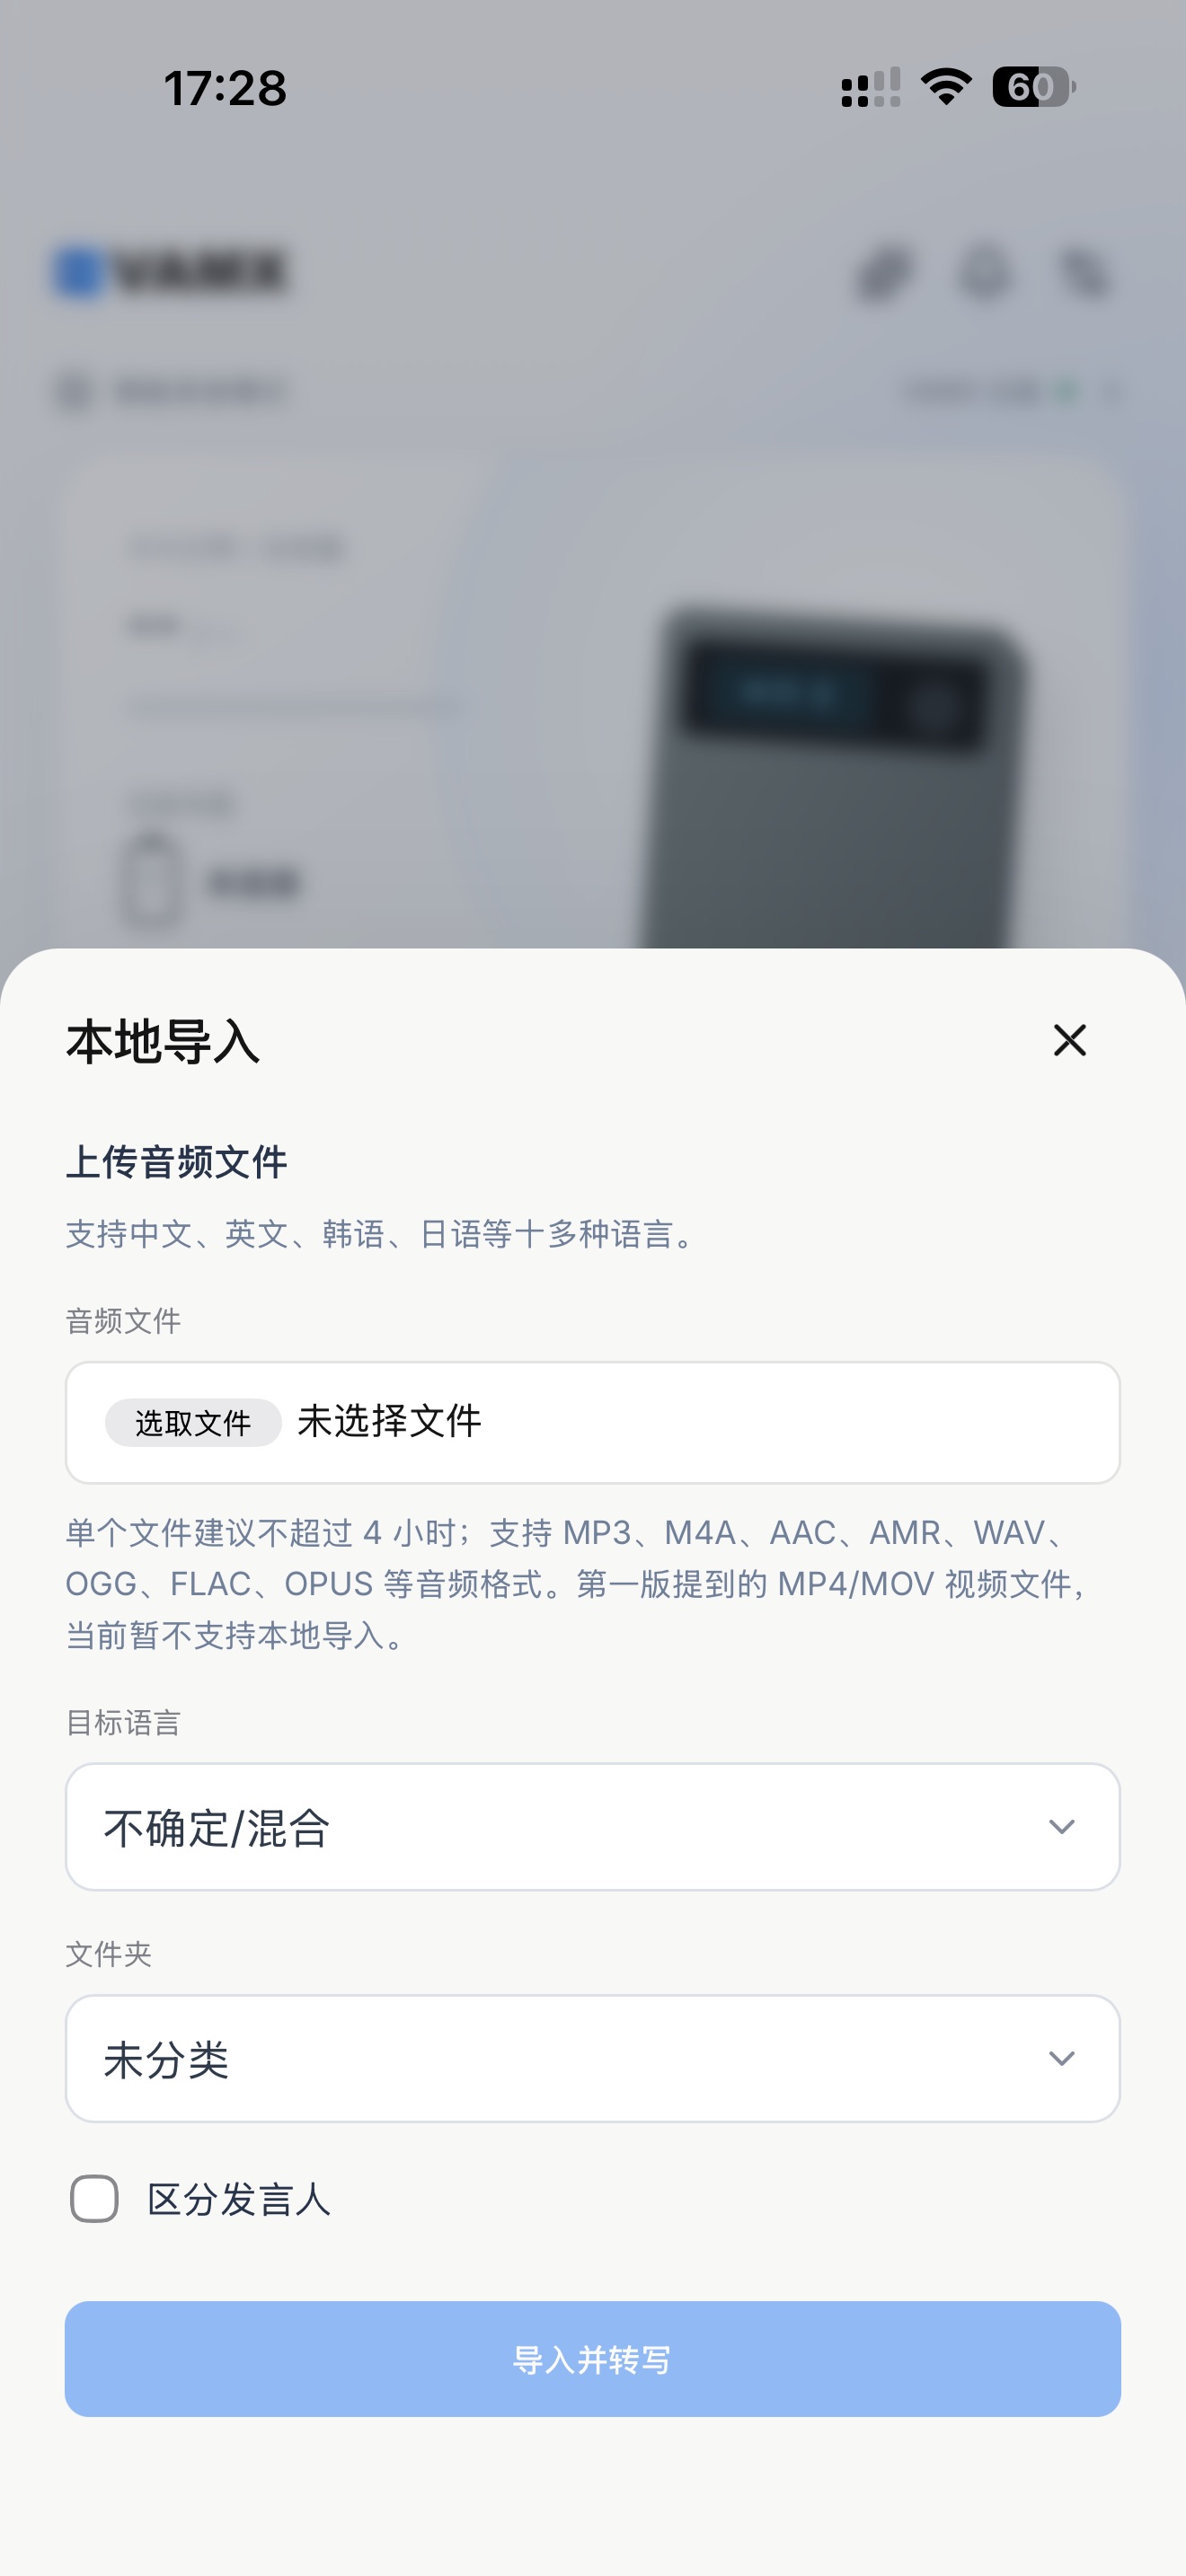 17:28
60
VAMX
本地导入
上传音频文件
支持中文、英文、韩语、日语等十多种语言。
音频文件
选取文件 未选择文件
单个文件建议不超过 4 小时；支持 MP3、M4A、AAC、AMR、WAV、
OGG、FLAC、OPUS 等音频格式。第一版提到的 MP4/MOV 视频文件，
当前暂不支持本地导入。
目标语言
不确定/混合
文件夹
未分类
区分发言人
导入并转写